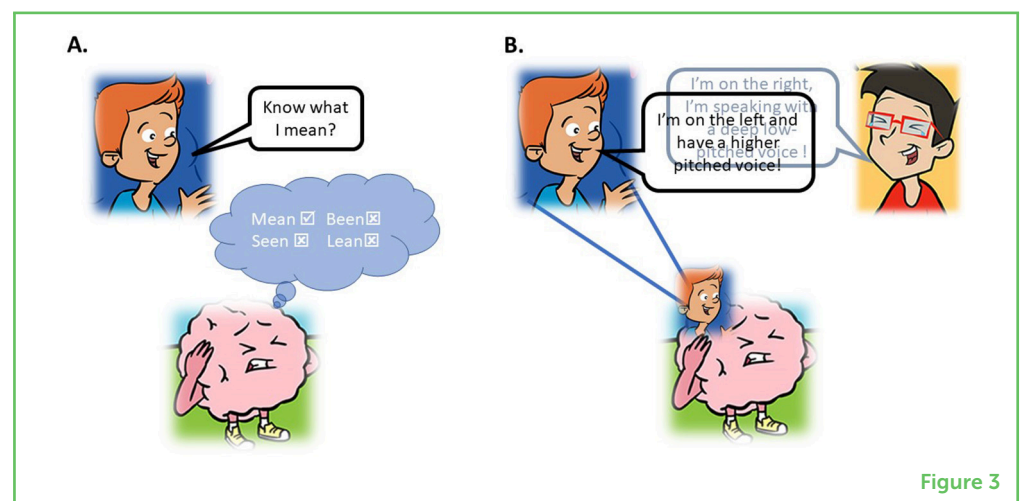 A.
Know what
I mean?
Mean ☑ Been ☒
Seen ☒ Lean ☒
B.
I'm on the right,
I'm speaking with
a deep low-
pitched voice !
I'm on the left and
have a higher
pitched voice!
Figure 3